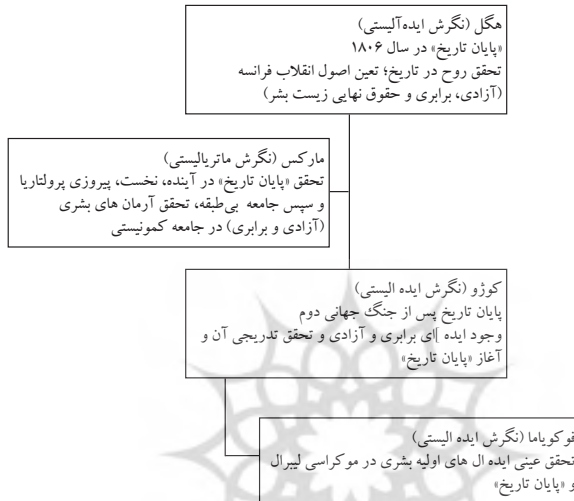 هگل (نگرش ایده‌آلیستی)
«پایان تاریخ» در سال ۱۸۰۶
تحقق روح در تاریخ؛ تعین اصول انقلاب فرانسه
(آزادی، برابری و حقوق نهایی زیست بشر)
مارکس (نگرش ماتریالیستی)
تحقق «پایان تاریخ» در آینده، نخست، پیروزی پرولتاریا
و سپس جامعه بی‌طبقه، تحقق آرمان های بشری
(آزادی و برابری) در جامعه کمونیستی
کوژو (نگرش ایده الیستی)
پایان تاریخ پس از جنگ جهانی دوم
وجود ایده ]ای برابری و آزادی و تحقق تدریجی آن و
آغاز «پایان تاریخ»
فوکویاما (نگرش ایده الیستی)
تحقق عینی ایده ال های اولیه بشری در موکراسی لیبرال
و «پایان تاریخ»